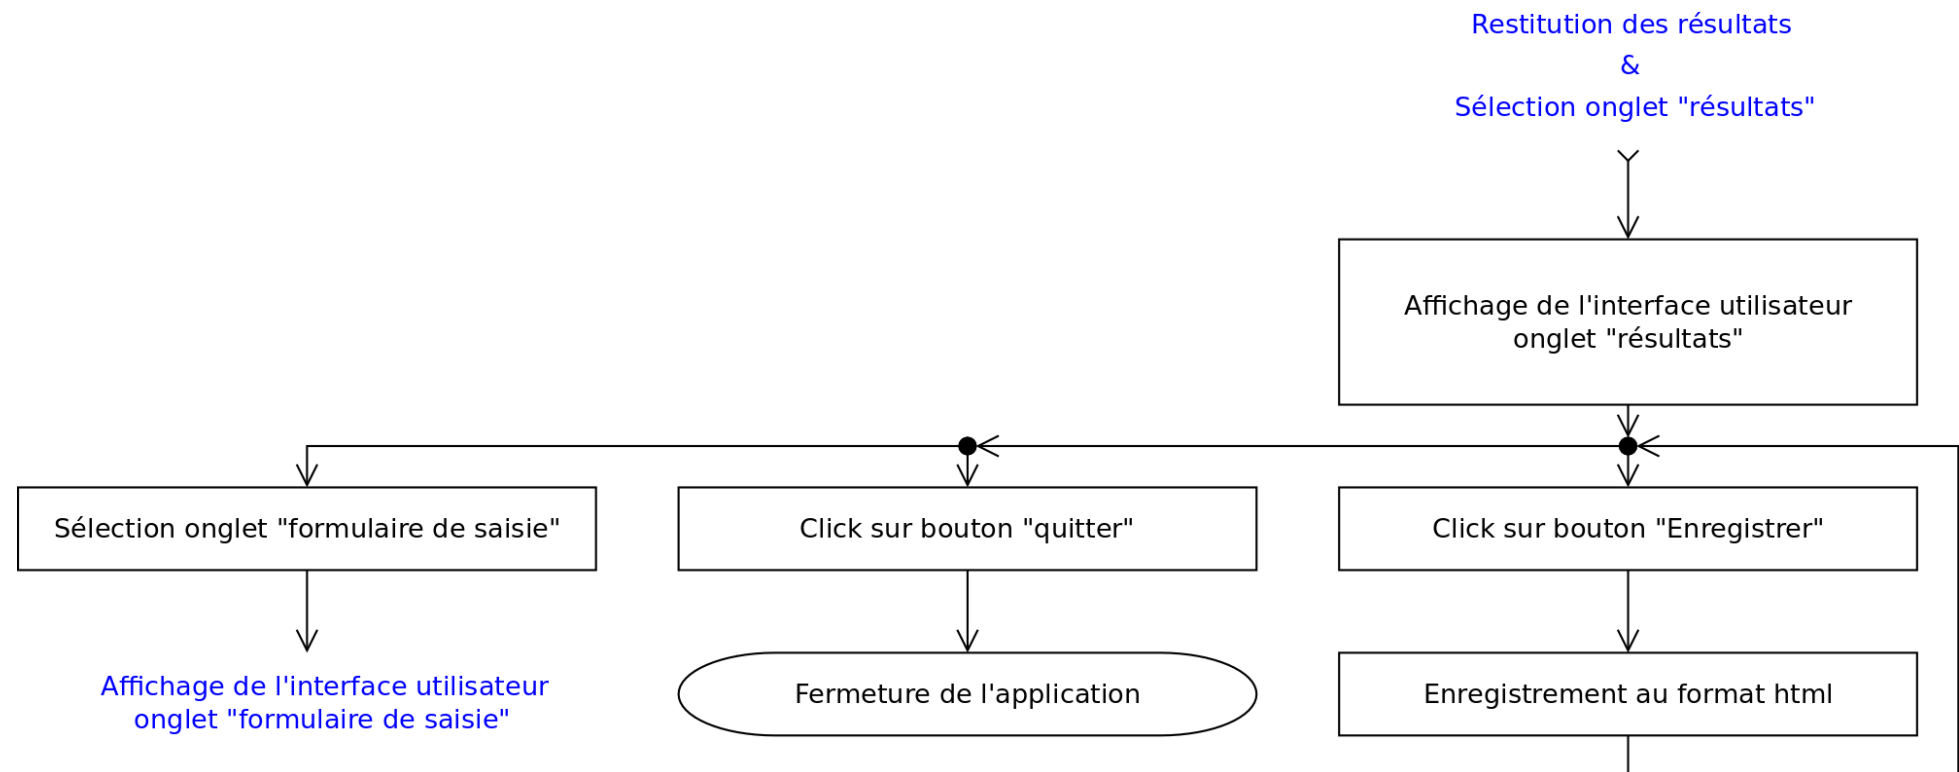 Restitution des résultats
&
Sélection onglet "résultats"
Affichage de l'interface utilisateur
onglet "résultats"
Sélection onglet "formulaire de saisie"
Click sur bouton "quitter"
Click sur bouton "Enregistrer"
Affichage de l'interface utilisateur
onglet "formulaire de saisie"
Fermeture de l'application
Enregistrement au format html